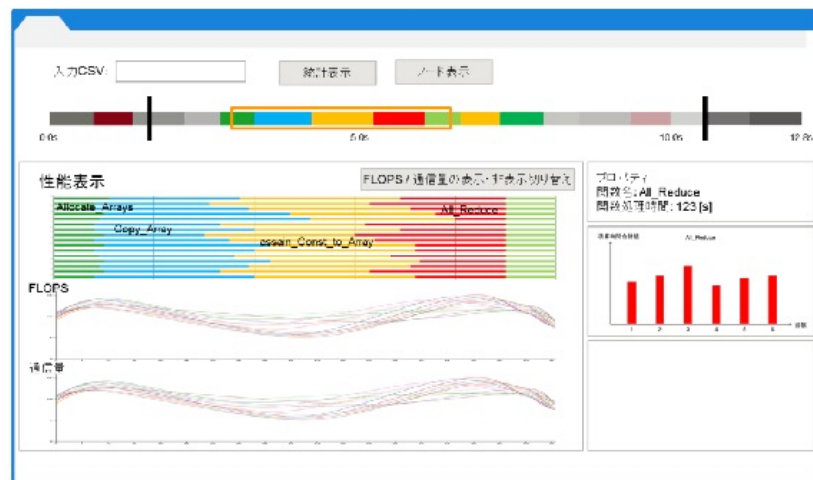 入力CSV:
統計表示
ノード表示
0.0s
5.0s
10.0s
12.8s
性能表示
FLOPS / 通信量の表示・非表示切り替え
Allocate_Arrays
All_Reduce
Copy_Array
assain_Const_to_Array
FLOPS
通信量
プロパティ
関数名: All_Reduce
関数処理時間: 123 [s]
All_Reduce
1 2 3 4 5 6